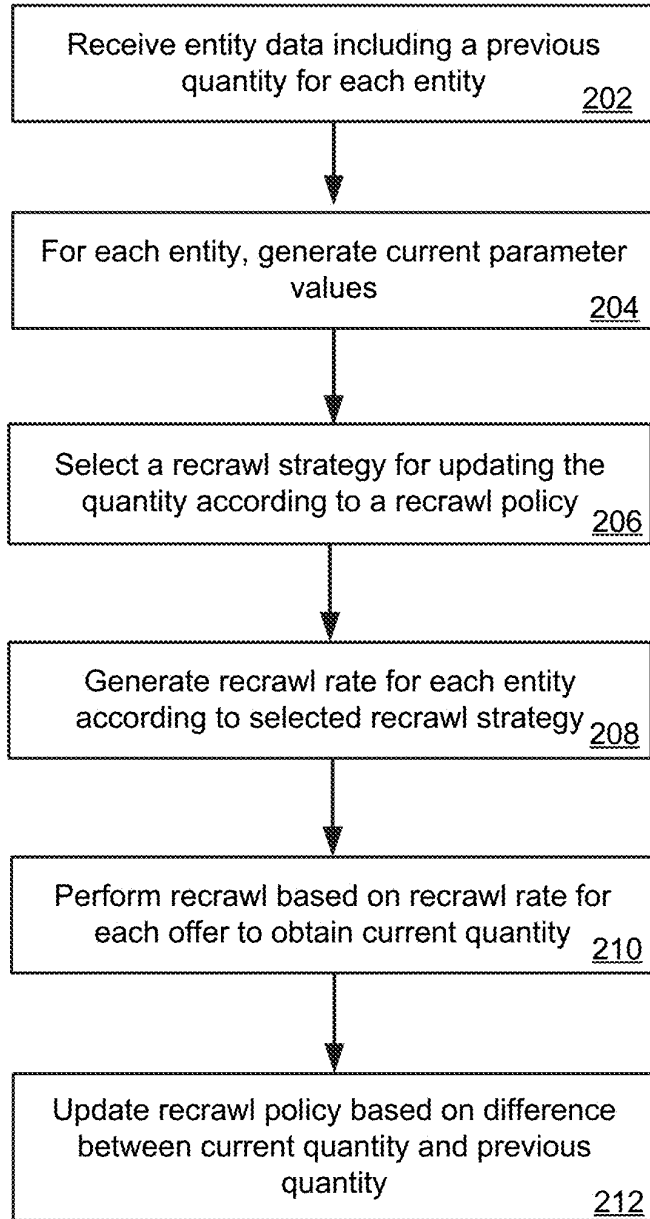 Receive entity data including a previous
quantity for each entity
202
For each entity, generate current parameter
values
204
Select a recrawl strategy for updating the
quantity according to a recrawl policy
206
Generate recrawl rate for each entity
according to selected recrawl strategy
208
Perform recrawl based on recrawl rate for
each offer to obtain current quantity
210
Update recrawl policy based on difference
between current quantity and previous
quantity
212